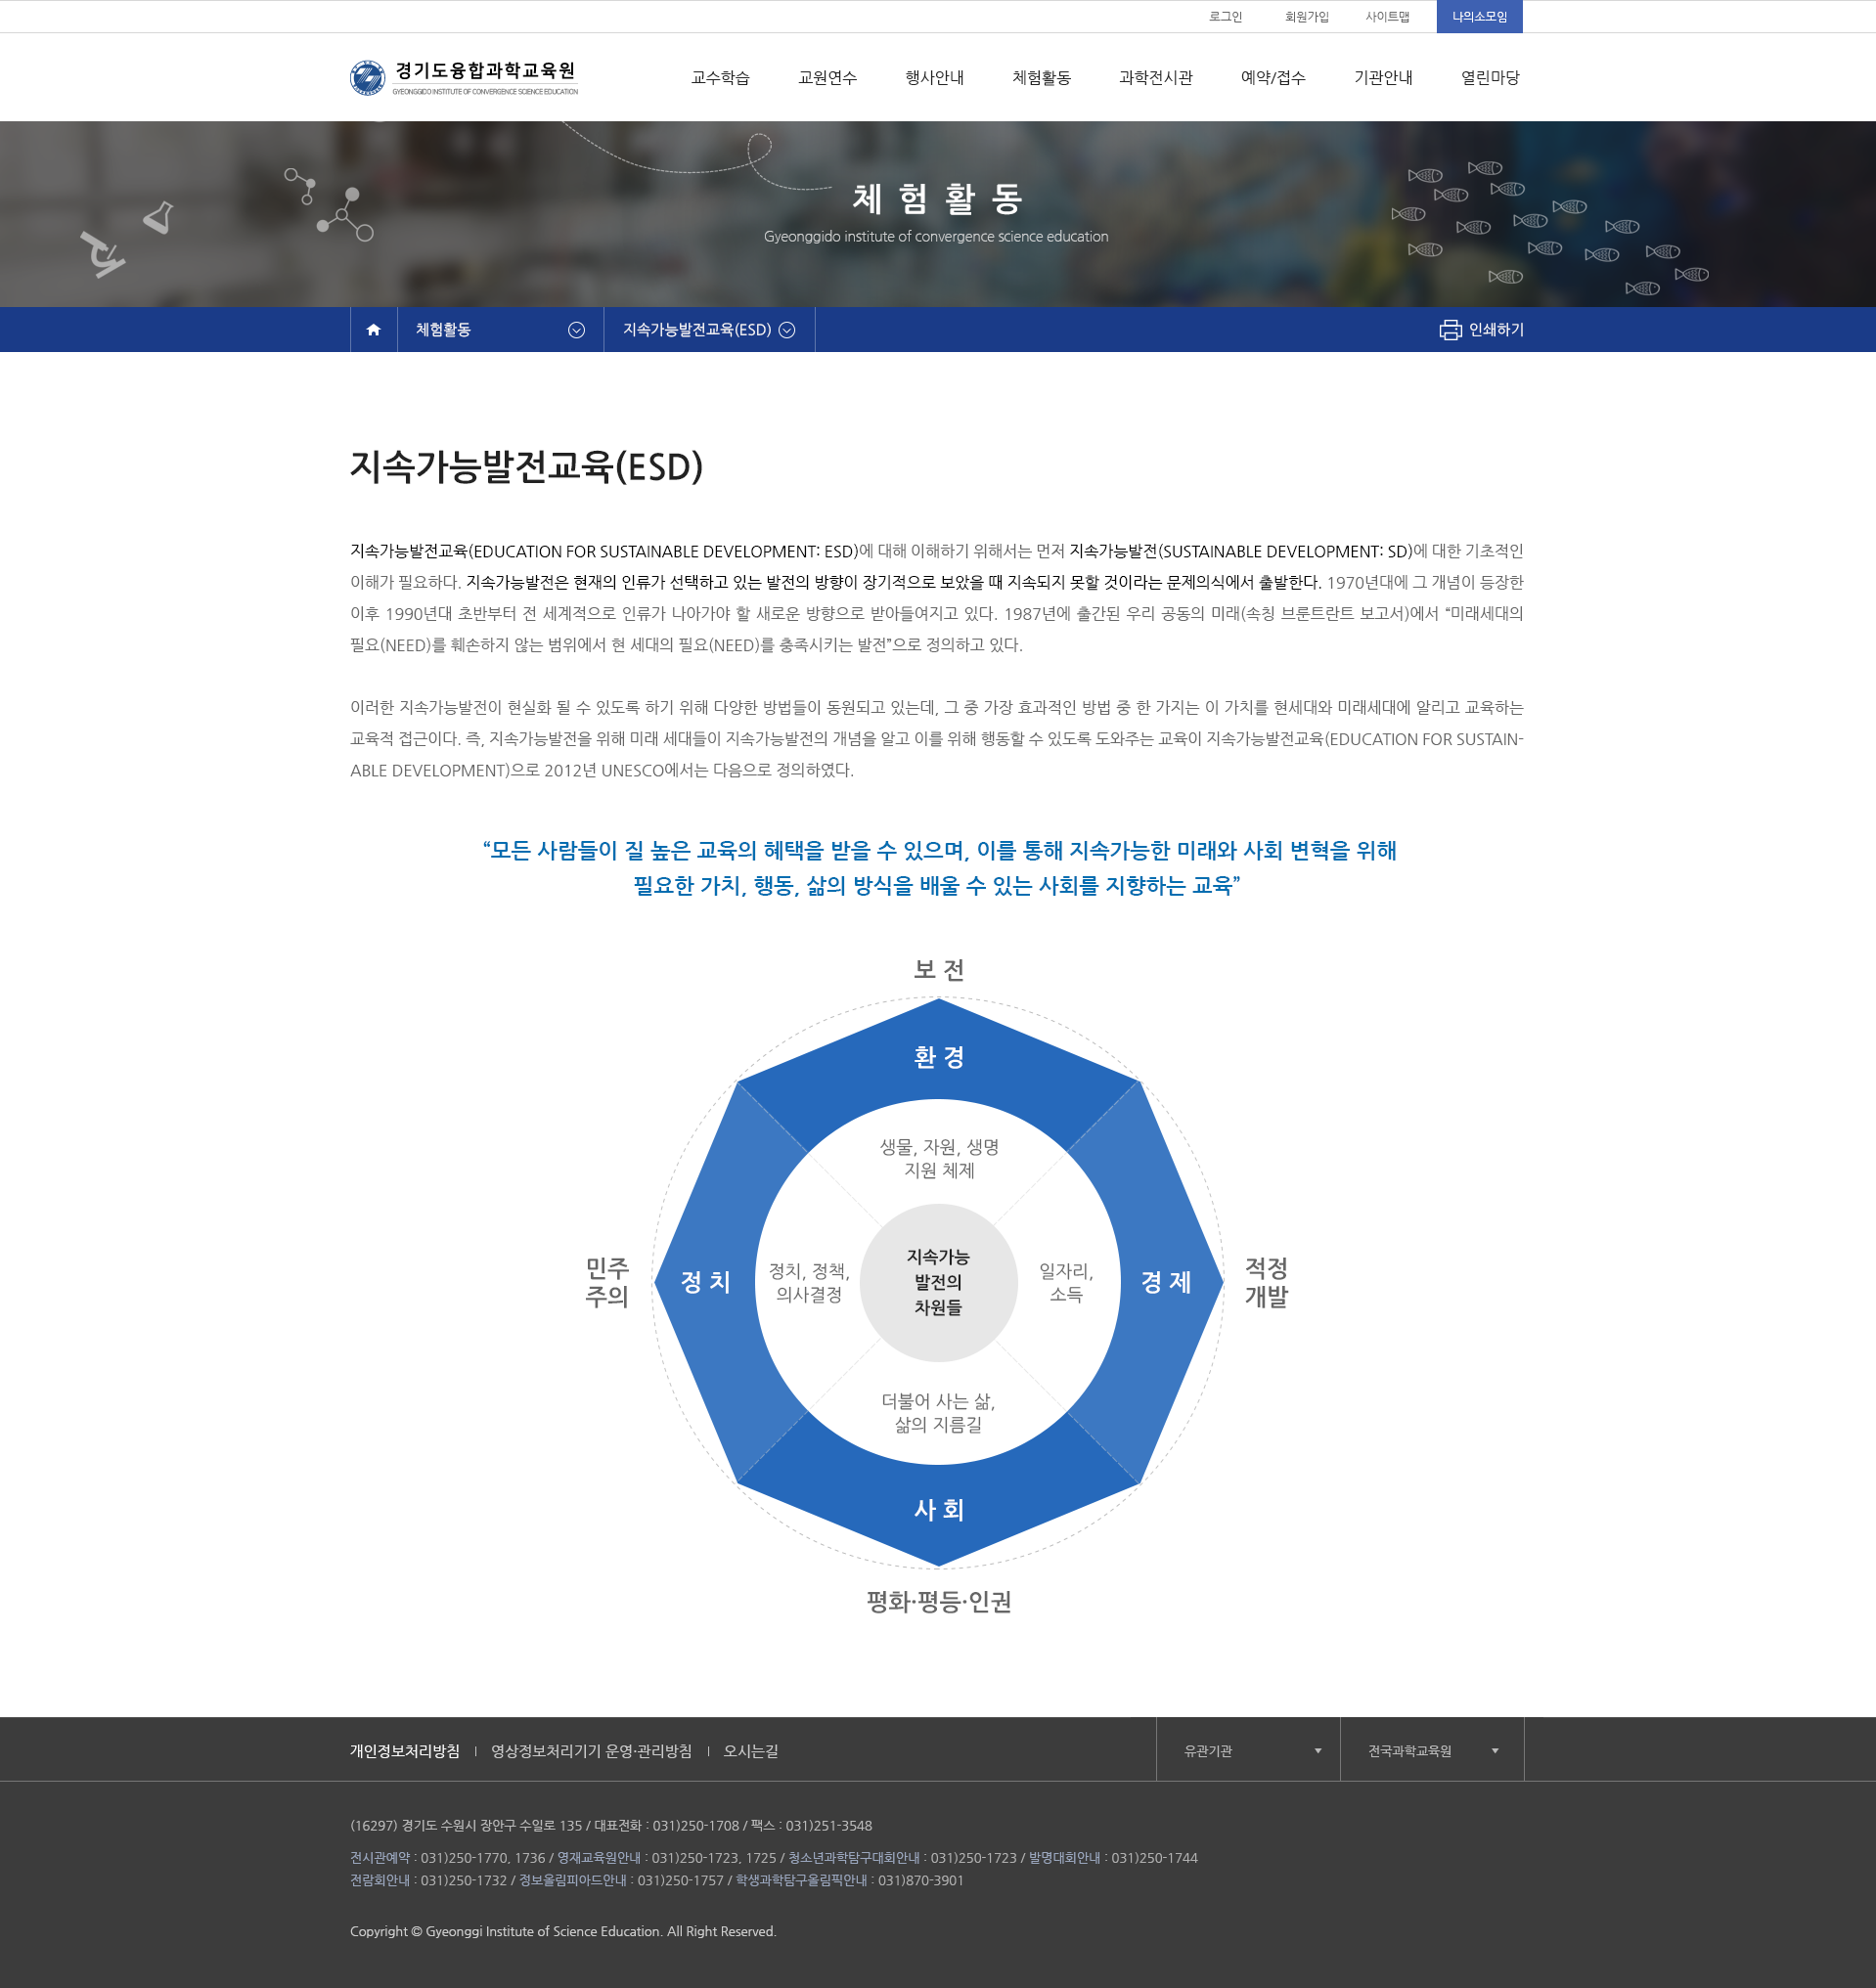 로그인 회원가입 사이트맵 나의소모임
경기도융합과학교육원
GYEONGGIDO INSTITUTE OF CONVERGENCE SCIENCE EDUCATION
교수학습 교원연수 행사안내 체험활동 과학전시관 예약/접수 기관안내 열린마당
체 험 활 동
Gyeonggido institute of convergence science education
체험활동 지속가능발전교육(ESD) 인쇄하기
지속가능발전교육(ESD)
지속가능발전교육(EDUCATION FOR SUSTAINABLE DEVELOPMENT: ESD)에 대해 이해하기 위해서는 먼저 지속가능발전(SUSTAINABLE DEVELOPMENT: SD)에 대한 기초적인
이해가 필요하다. 지속가능발전은 현재의 인류가 선택하고 있는 발전의 방향이 장기적으로 보았을 때 지속되지 못할 것이라는 문제의식에서 출발한다. 1970년대에 그 개념이 등장한
이후 1990년대 초반부터 전 세계적으로 인류가 나아가야 할 새로운 방향으로 받아들여지고 있다. 1987년에 출간된 우리 공동의 미래(속칭 브룬트란트 보고서)에서 “미래세대의
필요(NEED)를 훼손하지 않는 범위에서 현 세대의 필요(NEED)를 충족시키는 발전”으로 정의하고 있다.
이러한 지속가능발전이 현실화 될 수 있도록 하기 위해 다양한 방법들이 동원되고 있는데, 그 중 가장 효과적인 방법 중 한 가지는 이 가치를 현세대와 미래세대에 알리고 교육하는
교육적 접근이다. 즉, 지속가능발전을 위해 미래 세대들이 지속가능발전의 개념을 알고 이를 위해 행동할 수 있도록 도와주는 교육이 지속가능발전교육(EDUCATION FOR SUSTAIN-
ABLE DEVELOPMENT)으로 2012년 UNESCO에서는 다음으로 정의하였다.
“모든 사람들이 질 높은 교육의 혜택을 받을 수 있으며, 이를 통해 지속가능한 미래와 사회 변혁을 위해
필요한 가치, 행동, 삶의 방식을 배울 수 있는 사회를 지향하는 교육”
보 전
환 경
생물, 자원, 생명
지원 체제
민주
주의
정 치
정치, 정책,
의사결정
지속가능
발전의
차원들
일자리,
소득
경 제
적정
개발
더불어 사는 삶,
삶의 지름길
사 회
평화·평등·인권
개인정보처리방침 영상정보처리기기 운영·관리방침 오시는길 유관기관 전국과학교육원
(16297) 경기도 수원시 장안구 수일로 135 / 대표전화 : 031)250-1708 / 팩스 : 031)251-3548
전시관예약 : 031)250-1770, 1736 / 영재교육원안내 : 031)250-1723, 1725 / 청소년과학탐구대회안내 : 031)250-1723 / 발명대회안내 : 031)250-1744
전람회안내 : 031)250-1732 / 정보올림피아드안내 : 031)250-1757 / 학생과학탐구올림픽안내 : 031)870-3901
Copyright © Gyeonggi Institute of Science Education. All Right Reserved.